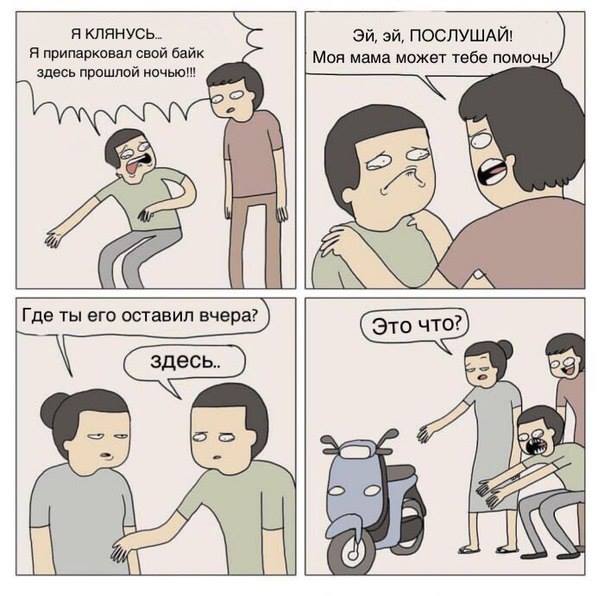 Я КЛЯНУСЬ...
Я припарковал свой байк
здесь прошлой ночью!!!
Эй, эй, ПОСЛУШАЙ!
Моя мама может тебе помочь!
Где ты его оставил вчера?
здесь..
Это что?